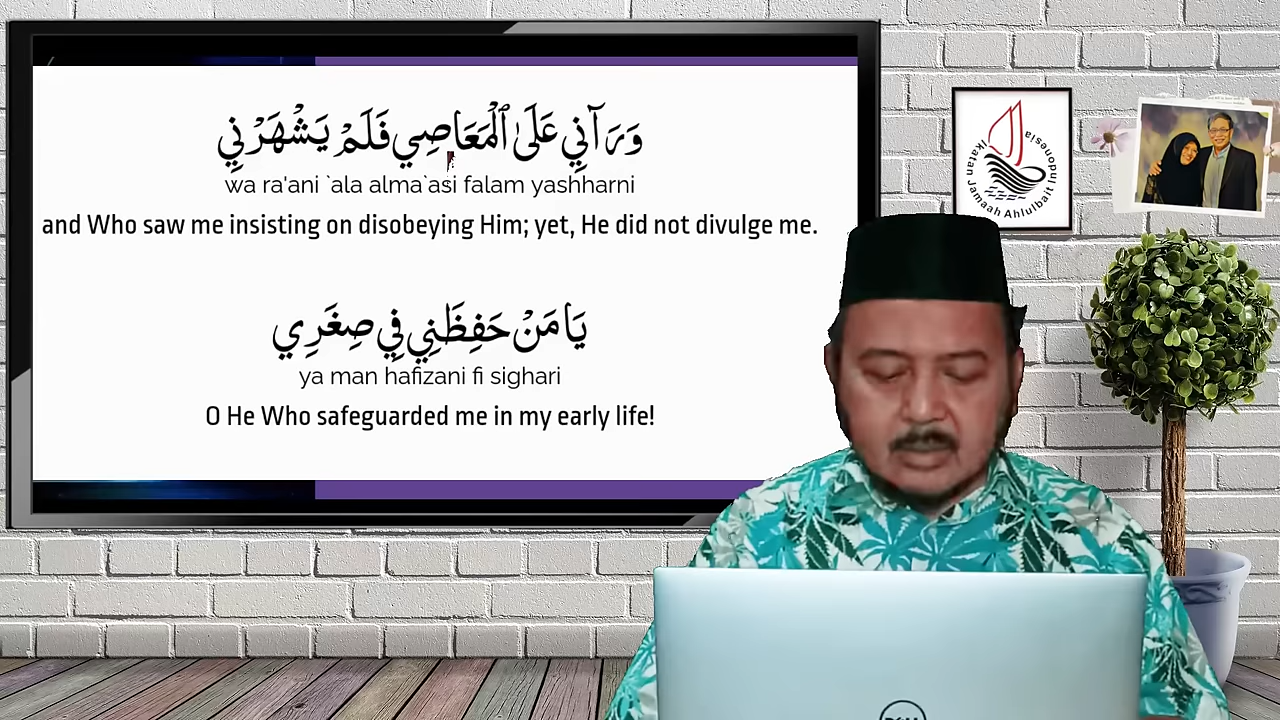 وَرَآنِي عَلَىٰ ٱلْمَعَاصِي فَلَمْ يَشْهَرْنِي
wa ra'ani `ala alma`asi falam yashharni
and Who saw me insisting on disobeying Him; yet, He did not divulge me.
يَا مَنْ حَفِظَنِي فِي صِغَرِي
ya man hafizani fi sighari
O He Who safeguarded me in my early life!
Ikatan Jamaah Ahlulbait Indonesia
DELL